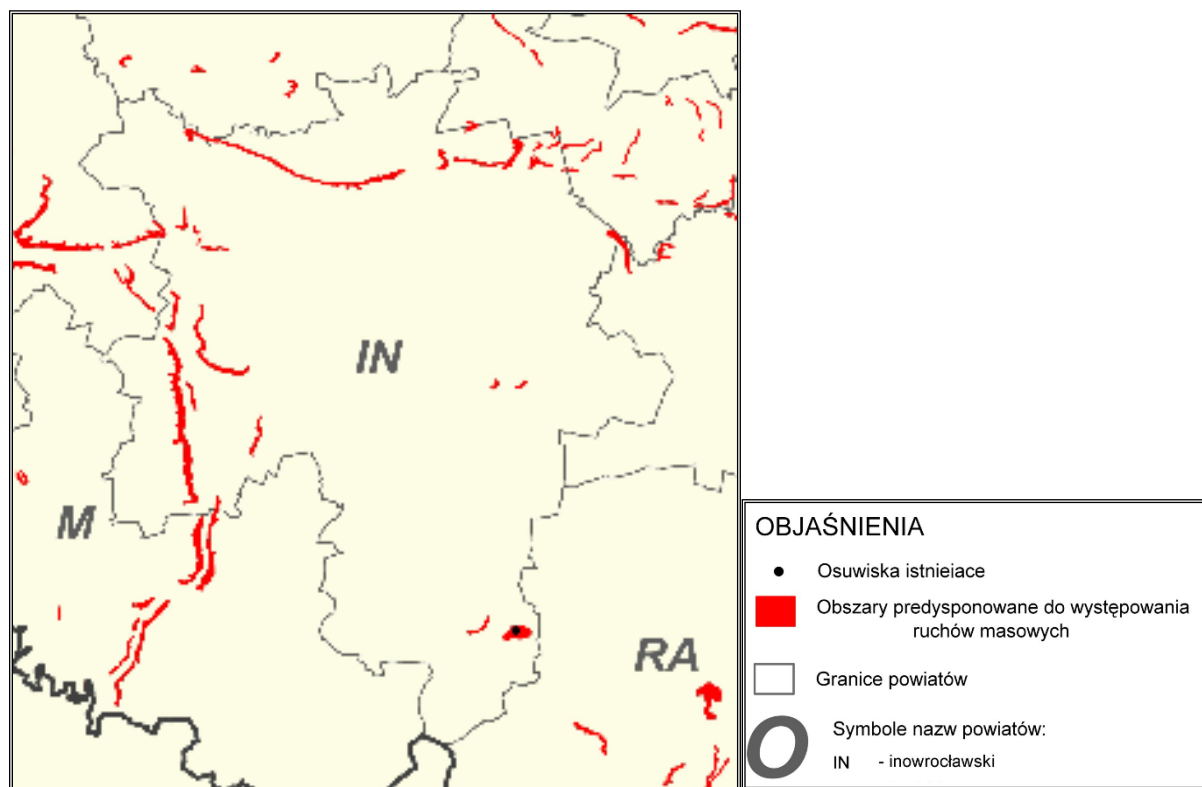 IN
M
RA
OBJAŚNIENIA
Osuwiska istnieiace
Obszary predysponowane do występowania
ruchów masowych
Granice powiatów
O
Symbole nazw powiatów:
IN - inowrocławski